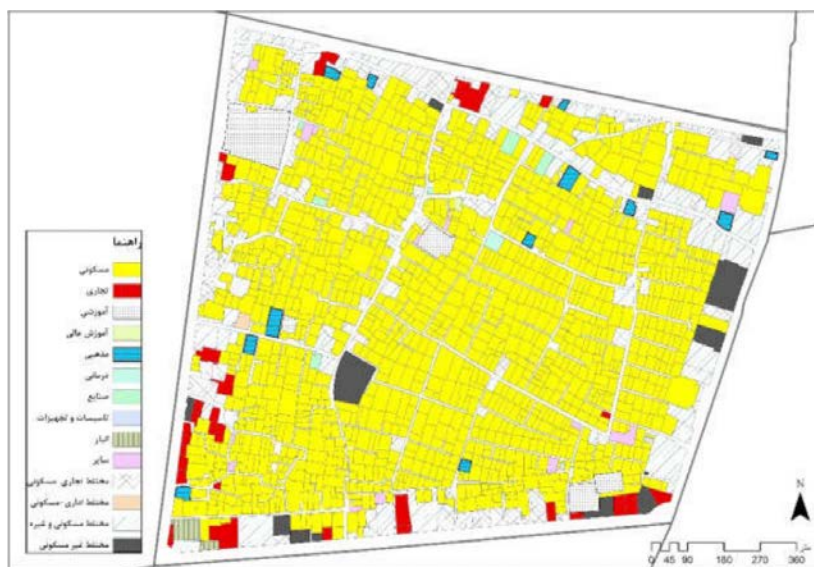 راهنما
مسکونی
تجاری
آموزشی
آموزش عالی
مذهبی
درمانی
صنایع
تاسیسات و تجهیزات
انبار
سایر
مختلط تجاری-مسکونی
مختلط اداری-مسکونی
مختلط مسکونی و غیره
مختلط غیر مسکونی
N
متر
0 45 90 180 270 360